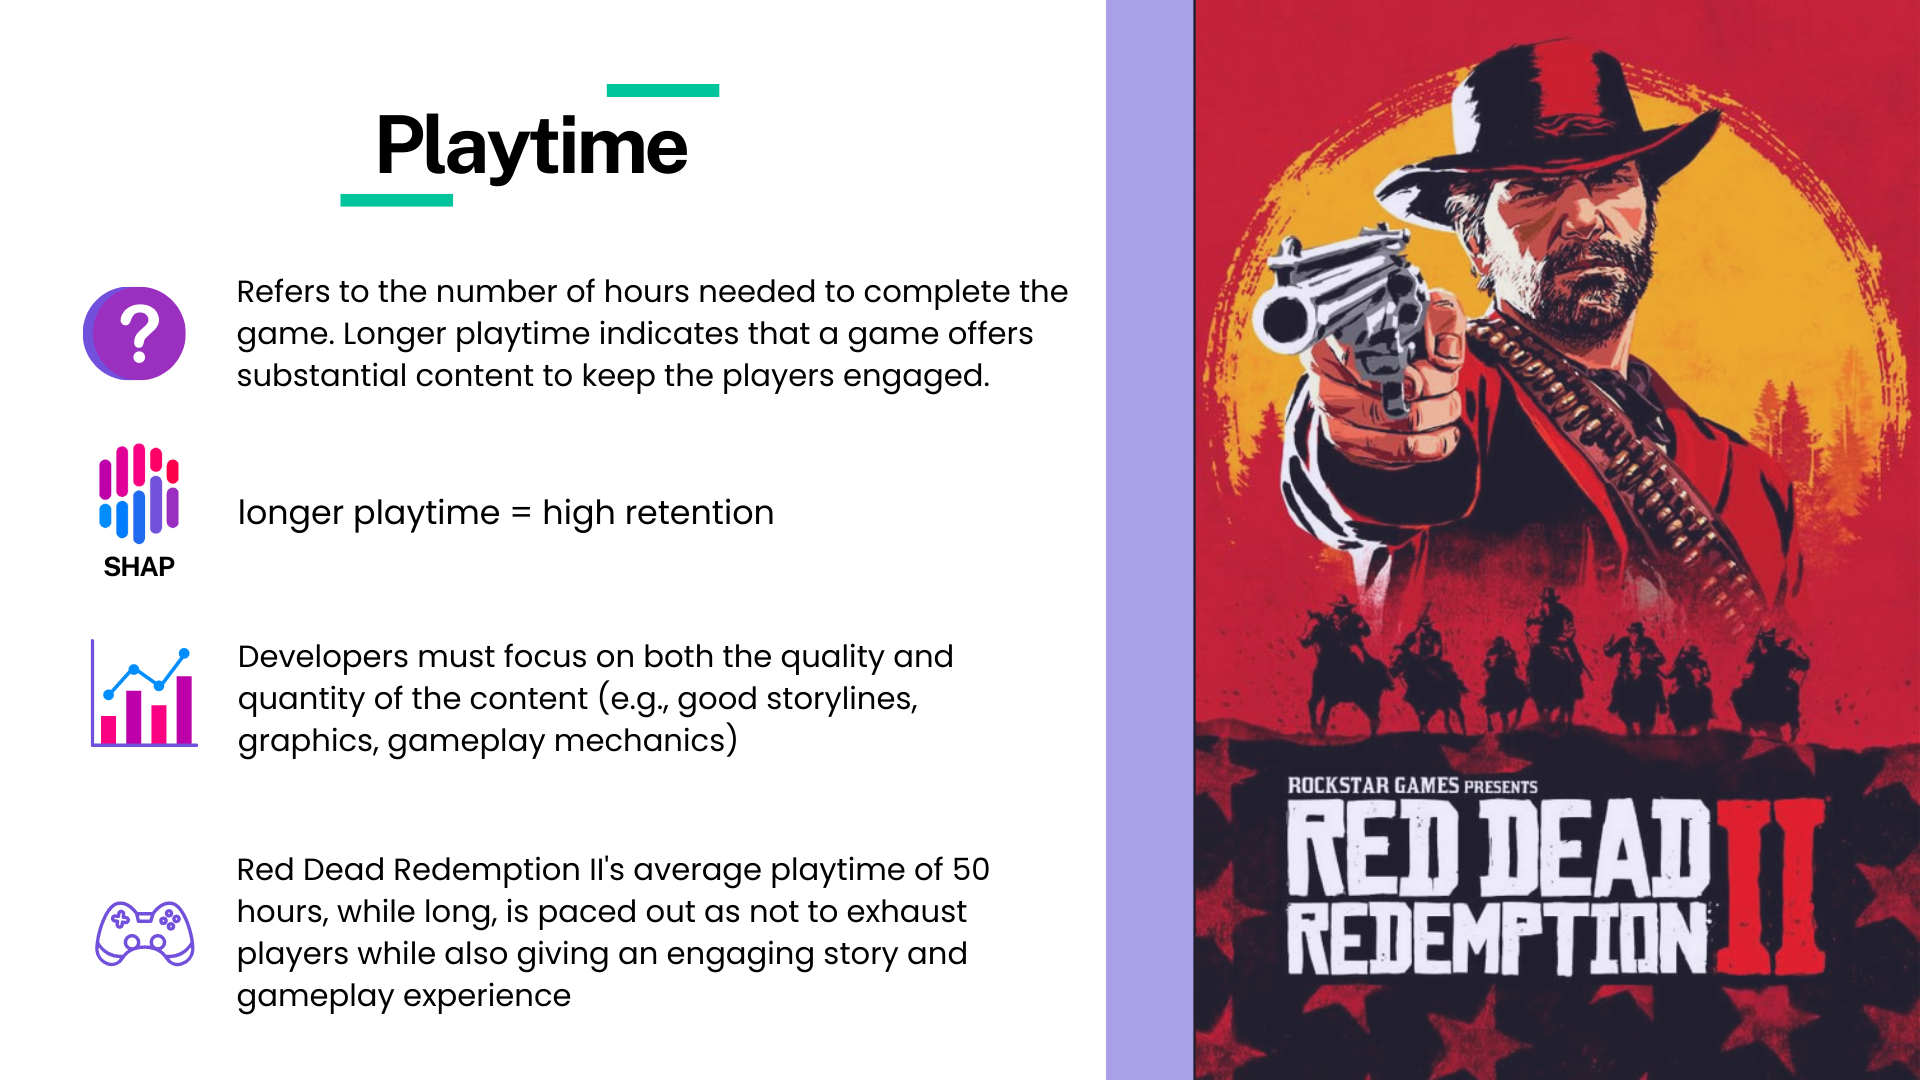 Playtime
Refers to the number of hours needed to complete the
game. Longer playtime indicates that a game offers
substantial content to keep the players engaged.
SHAP
longer playtime = high retention
Developers must focus on both the quality and
quantity of the content (e.g., good storylines,
graphics, gameplay mechanics)
Red Dead Redemption II's average playtime of 50
hours, while long, is paced out as not to exhaust
players while also giving an engaging story and
gameplay experience
ROCKSTAR GAMES PRESENTS
RED DEAD
REDEMPTION II